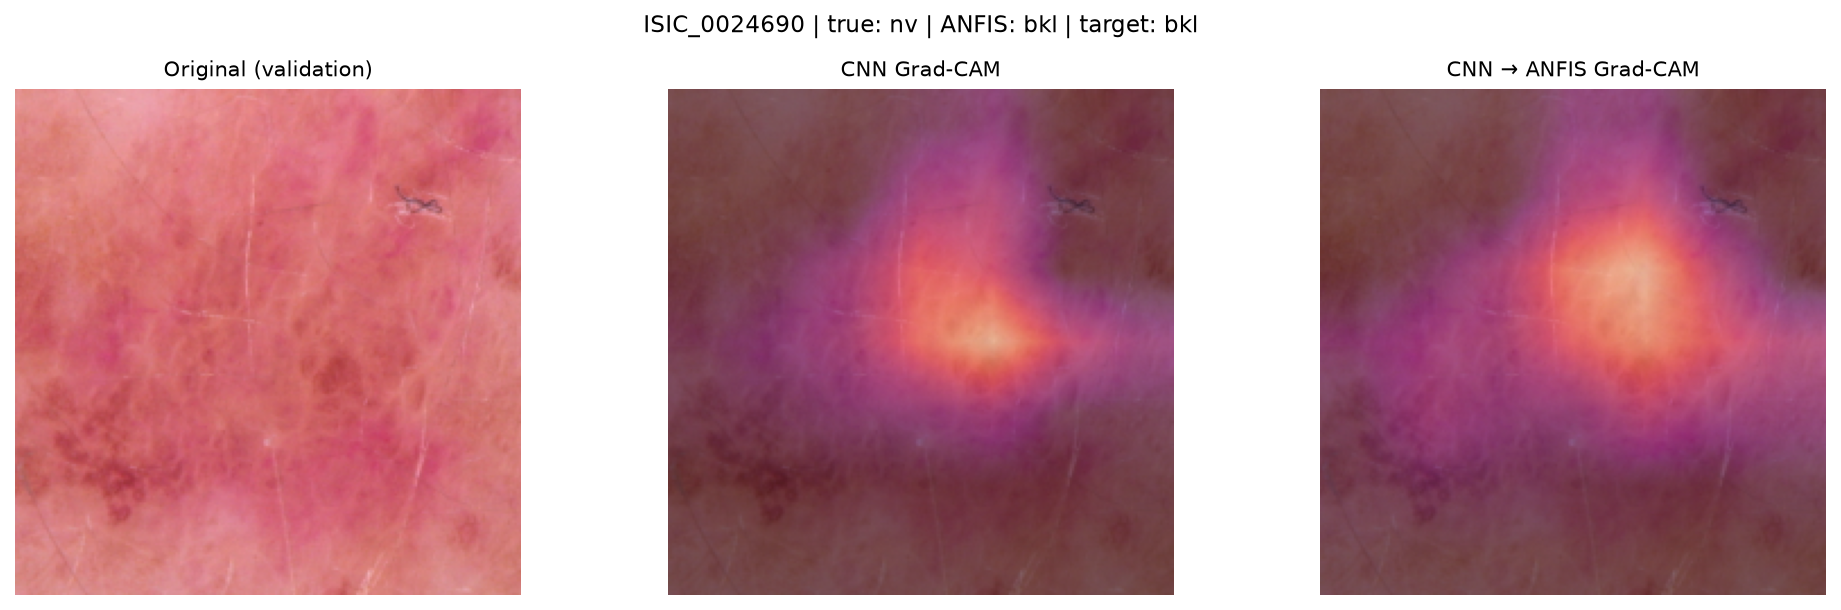 ISIC_0024690 | true: nv | ANFIS: bkl | target: bkl
Original (validation)
CNN Grad-CAM
CNN → ANFIS Grad-CAM